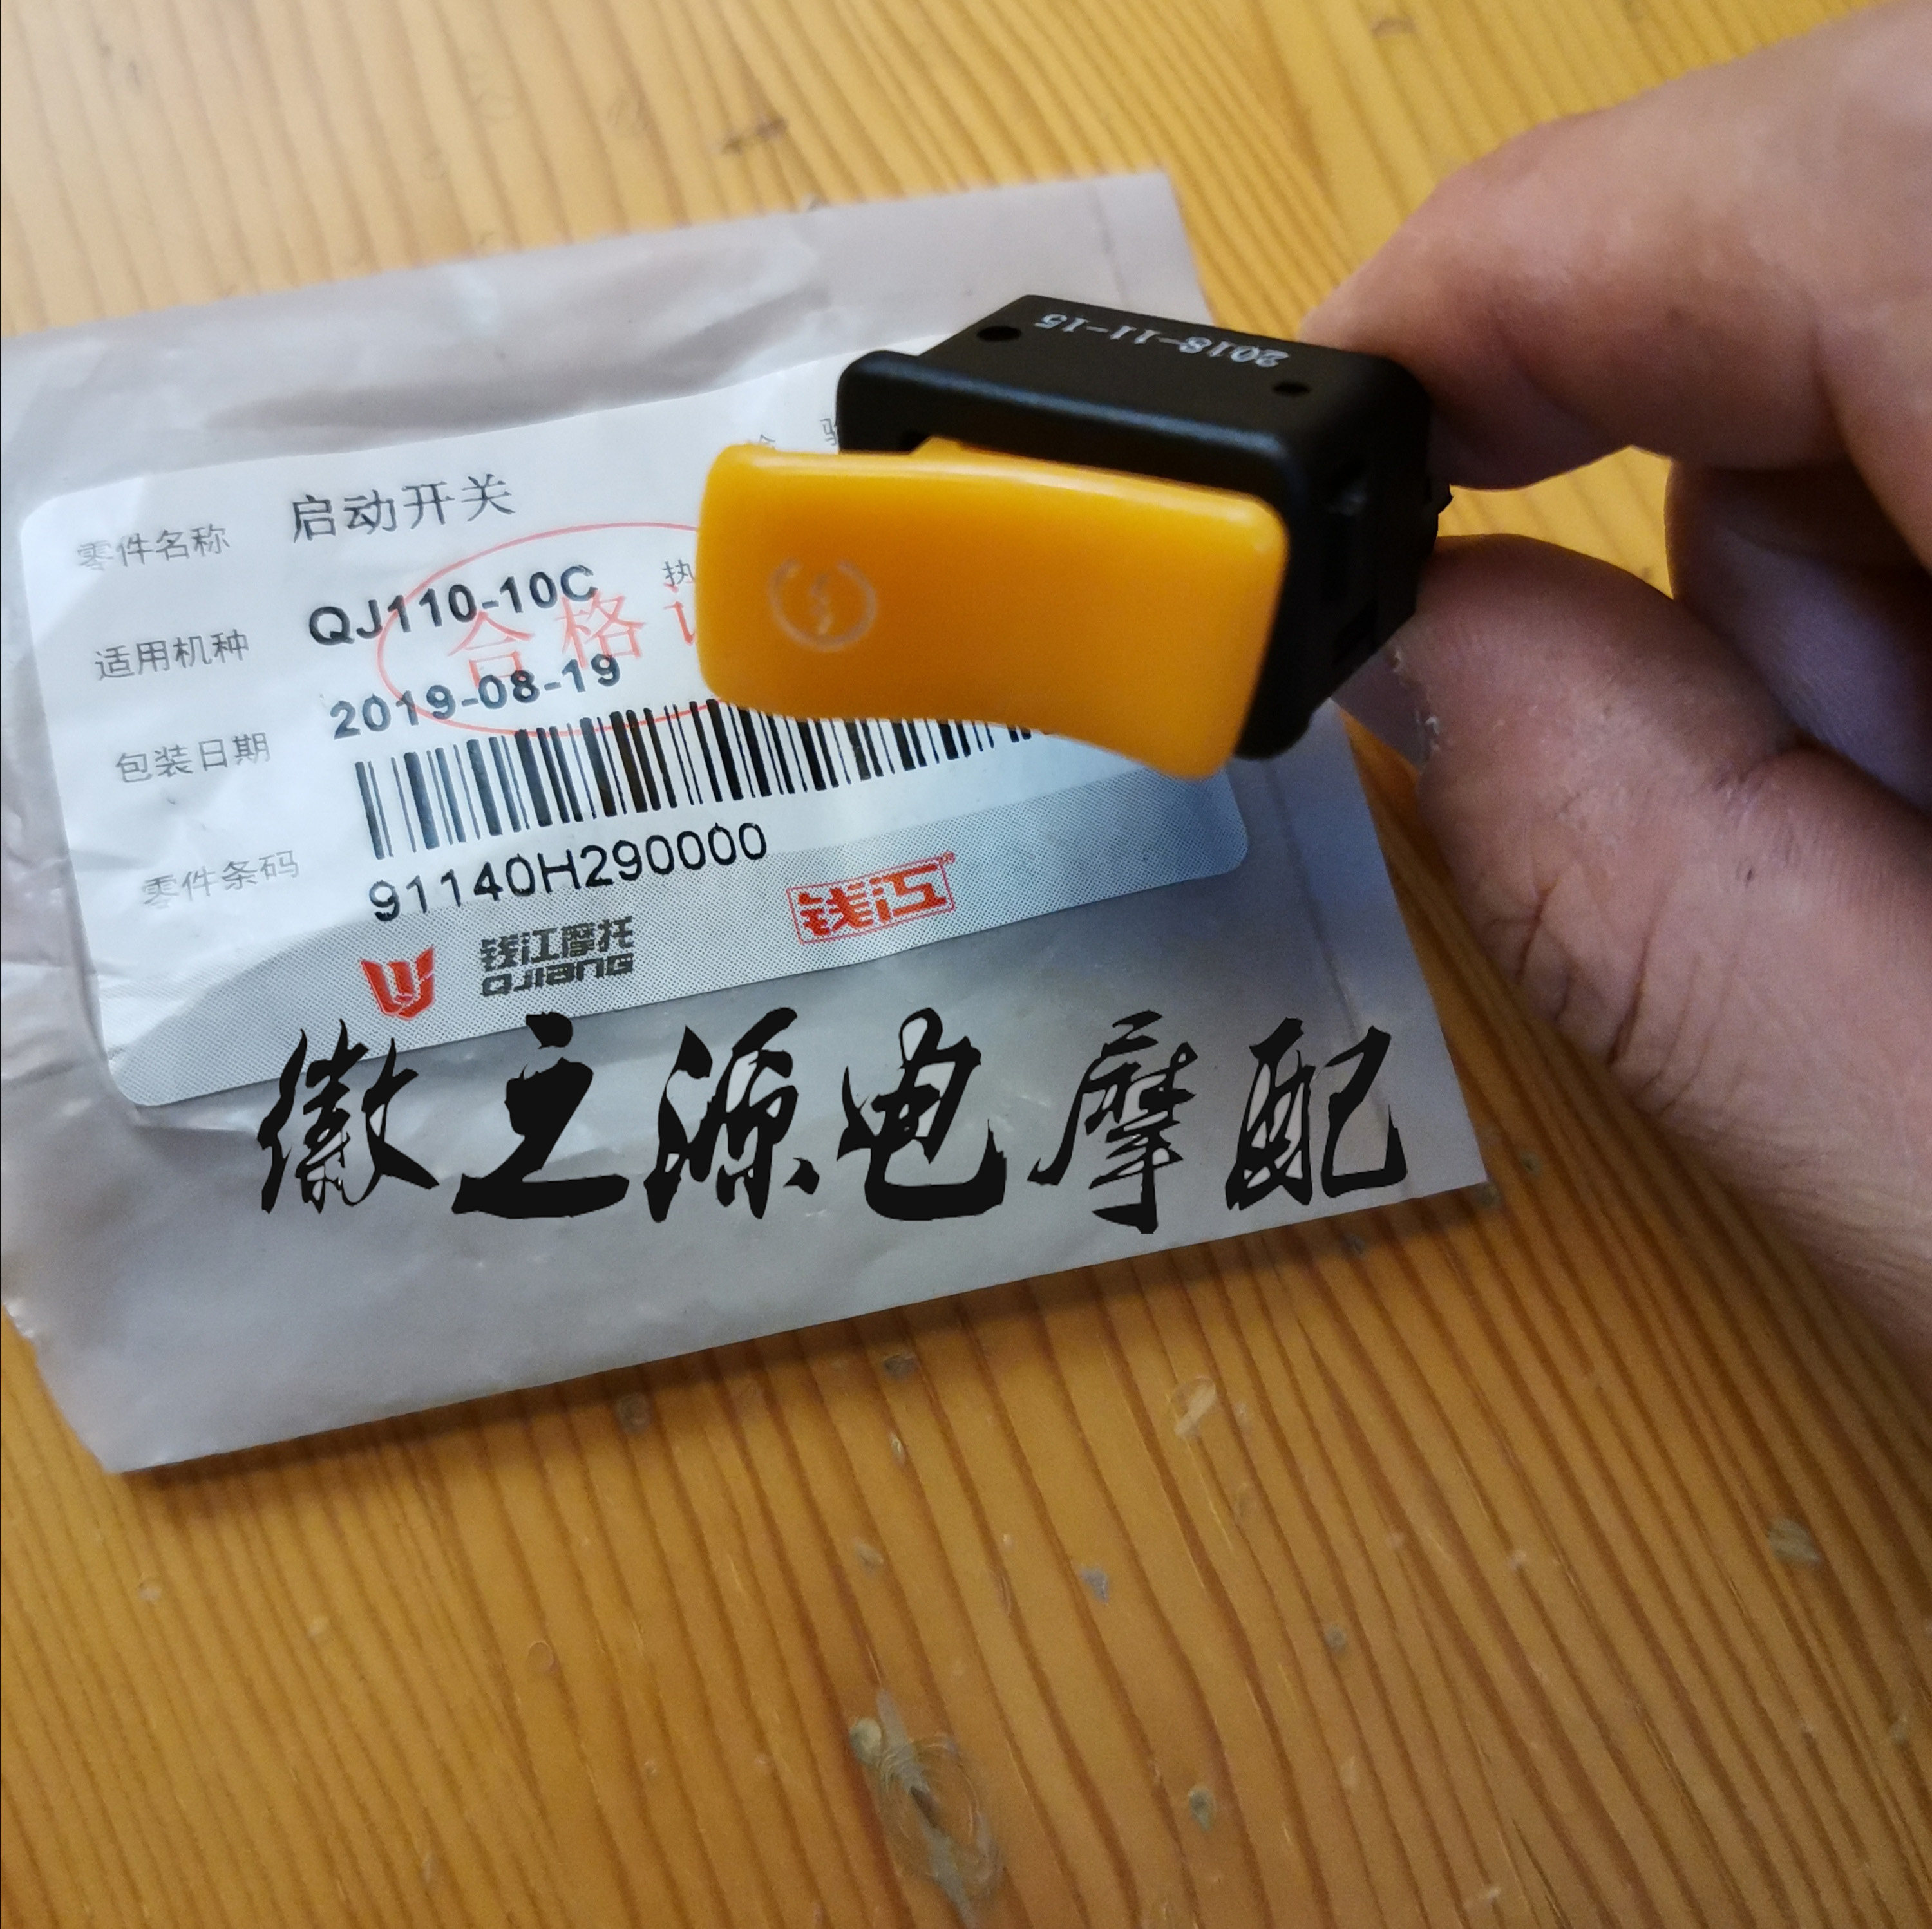 2018-11-15
零件名称 启动开关
适用机种 QJ110-10C 执
合格
包装日期 2019-08-19
零件条码 91140H290000
钱江摩托
QJIANG
钱江
徽之源电摩配